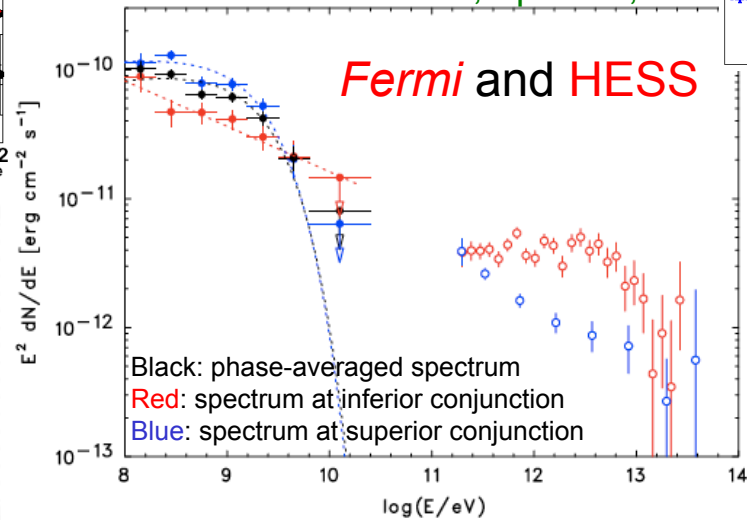 Fermi and HESS
E² dN/dE [erg cm⁻² s⁻¹]
10⁻¹⁰
10⁻¹¹
10⁻¹²
10⁻¹³
Black: phase-averaged spectrum
Red: spectrum at inferior conjunction
Blue: spectrum at superior conjunction
8 9 10 11 12 13 14
log(E/eV)
2